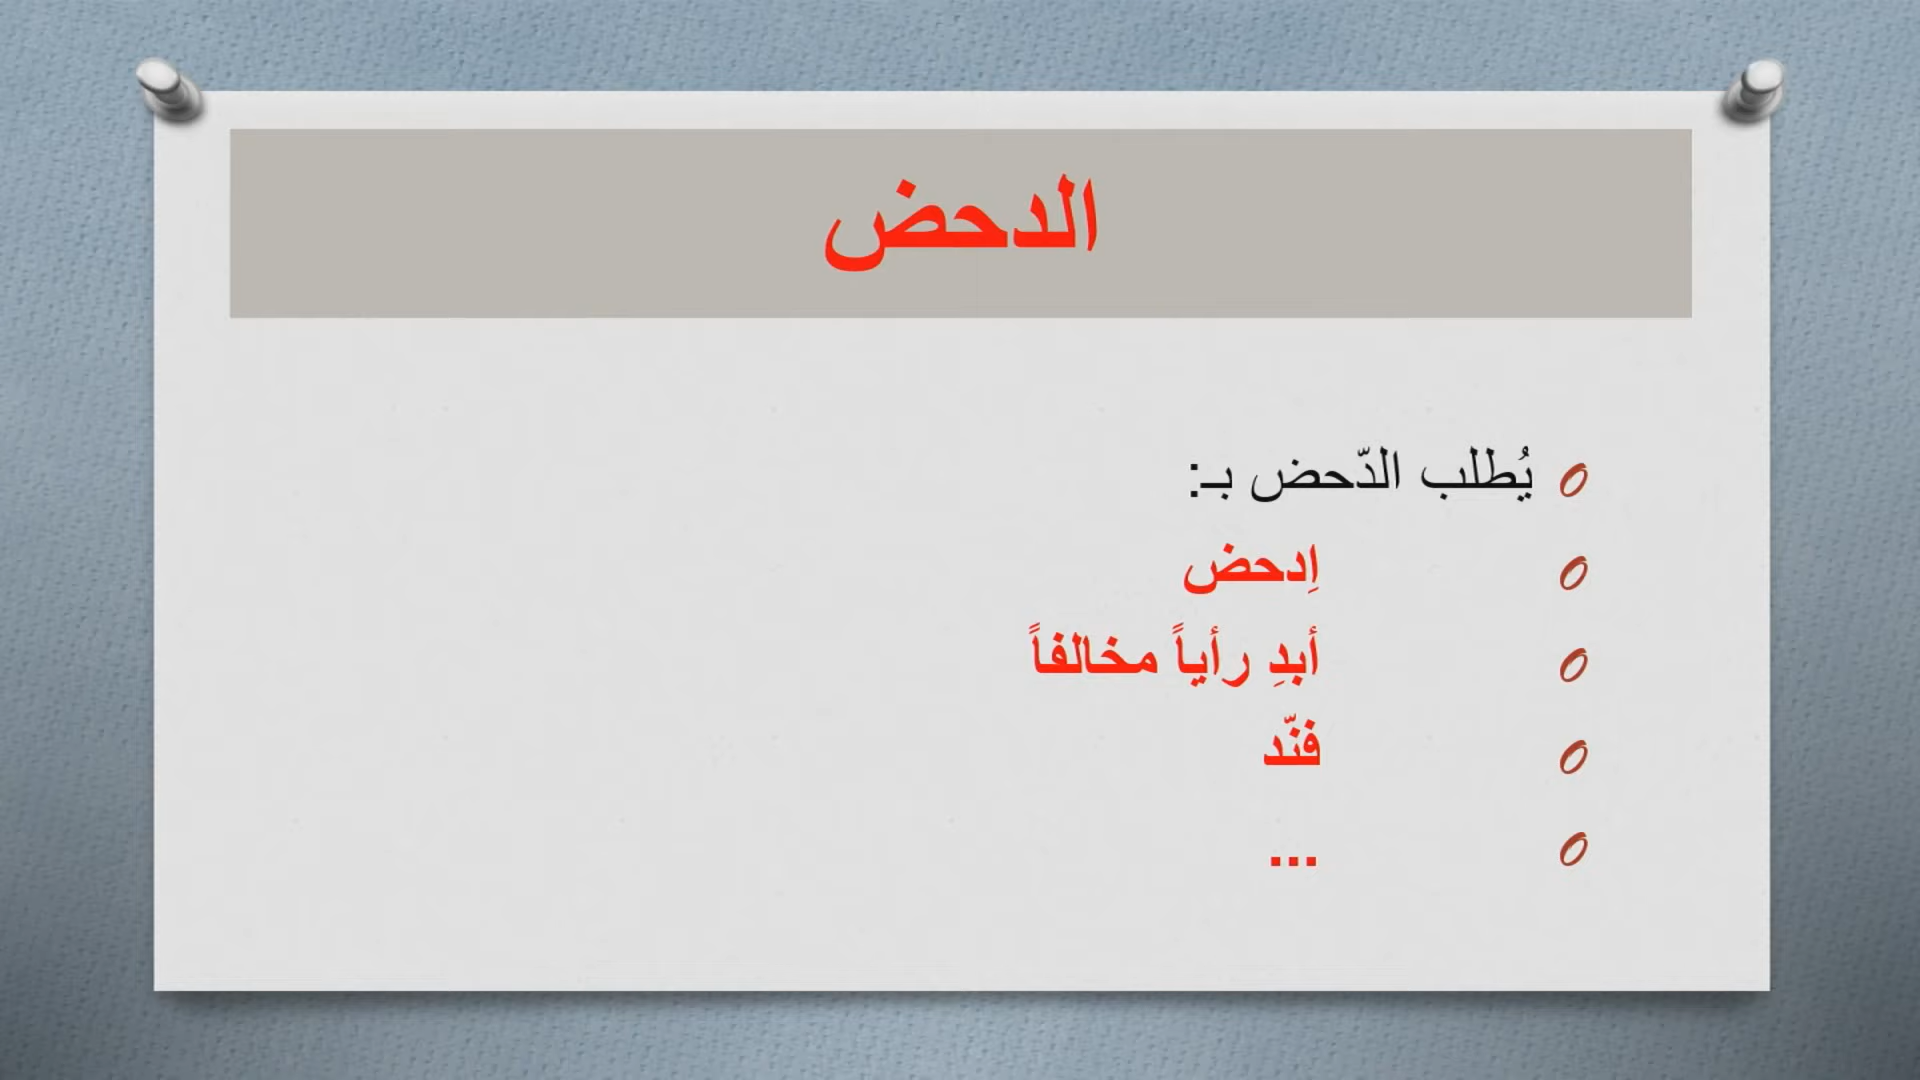 الدحض
يُطلب الدّحض بـ:
اِدحض
أبدِ رأياً مخالفاً
فنّد
...